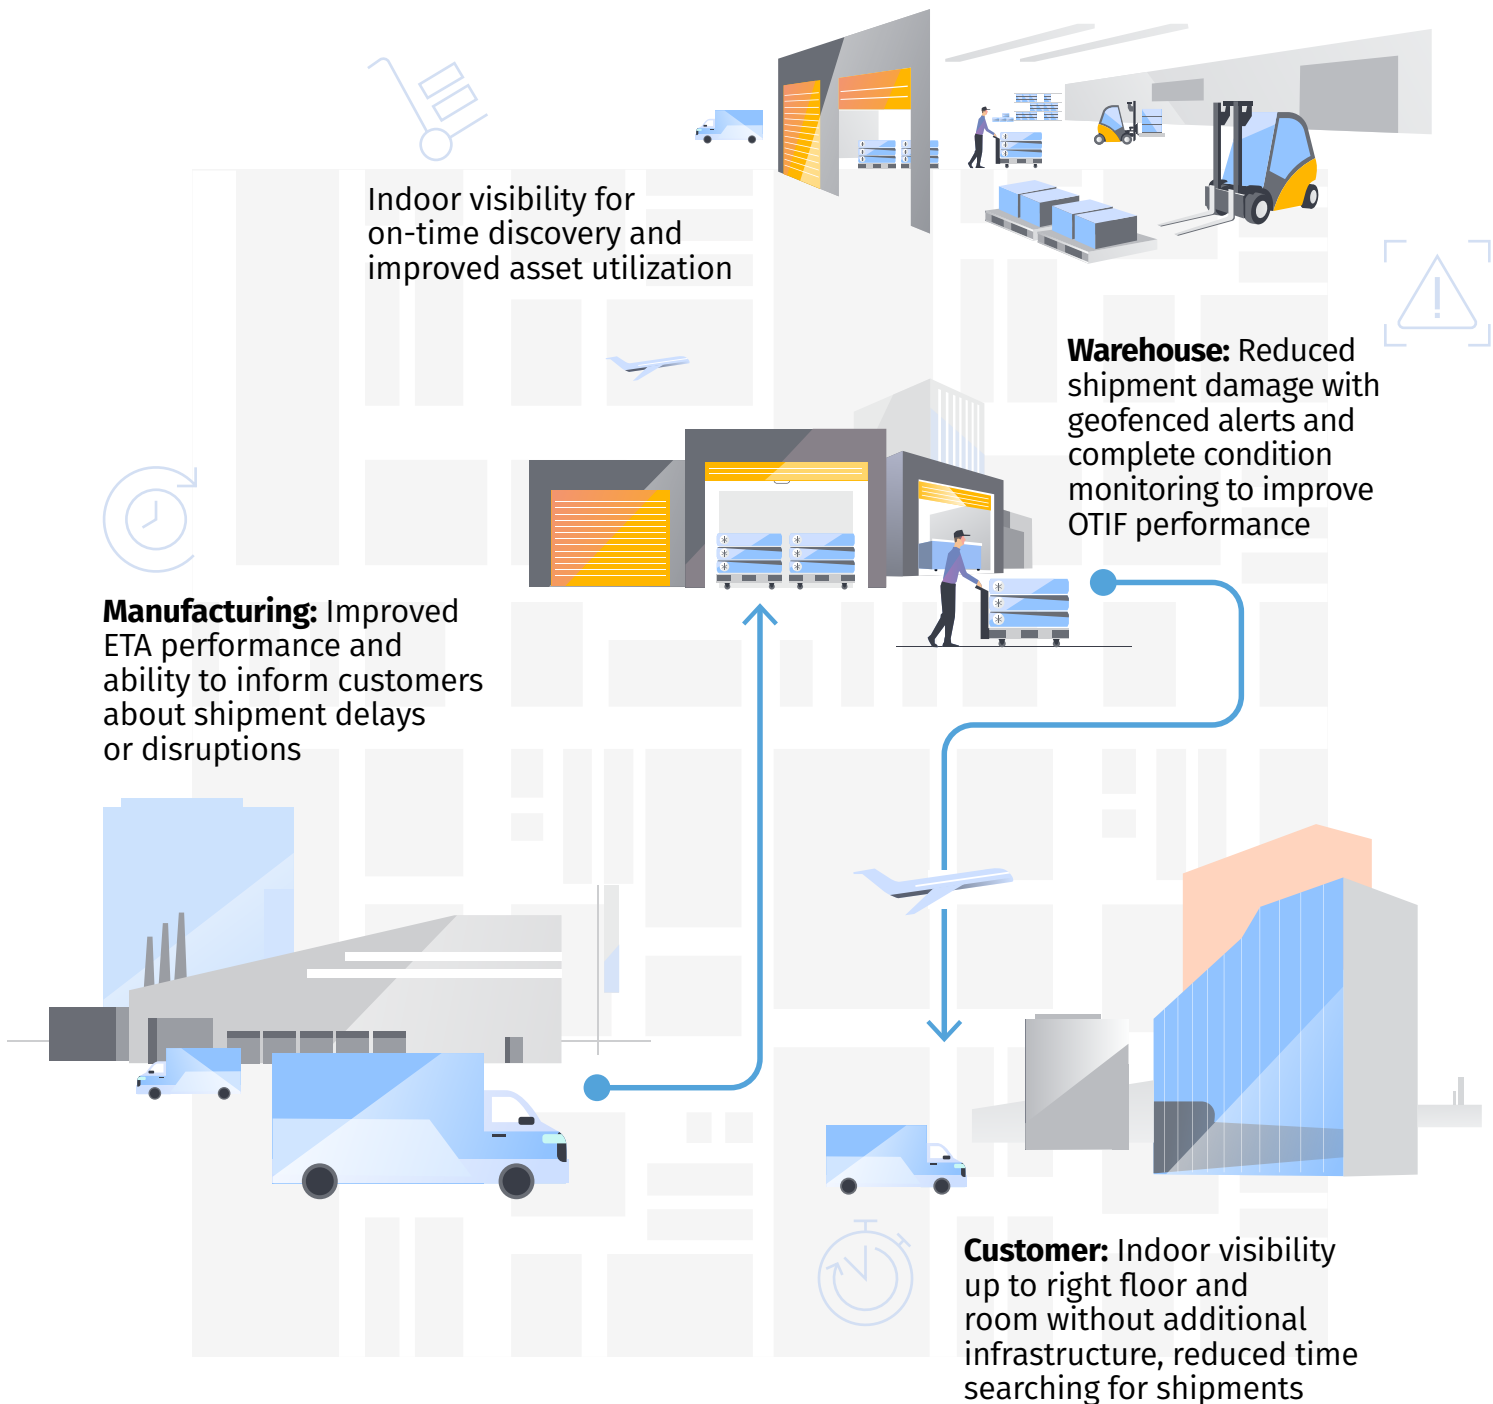 Indoor visibility for
on-time discovery and
improved asset utilization
Warehouse: Reduced
shipment damage with
geofenced alerts and
complete condition
monitoring to improve
OTIF performance
Manufacturing: Improved
ETA performance and
ability to inform customers
about shipment delays
or disruptions
Customer: Indoor visibility
up to right floor and
room without additional
infrastructure, reduced time
searching for shipments